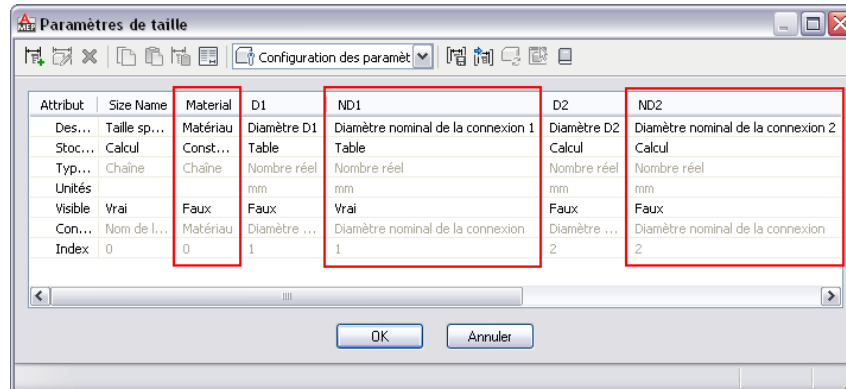 Paramètres de taille
Configuration des paramèt
Attribut Size Name Material D1 ND1 D2 ND2
Des... Taille sp... Matériau Diamètre D1 Diamètre nominal de la connexion 1 Diamètre D2 Diamètre nominal de la connexion 2
Stoc... Calcul Const... Table Table Calcul Calcul
Typ... Chaîne Chaîne Nombre réel Nombre réel Nombre réel Nombre réel
Unités mm mm mm mm
Visible Vrai Faux Faux Vrai Faux Faux
Con... Nom de l... Matériau Diamètre ... Diamètre nominal de la connexion Diamètre ... Diamètre nominal de la connexion
Index 0 0 1 1 2 2
OK Annuler